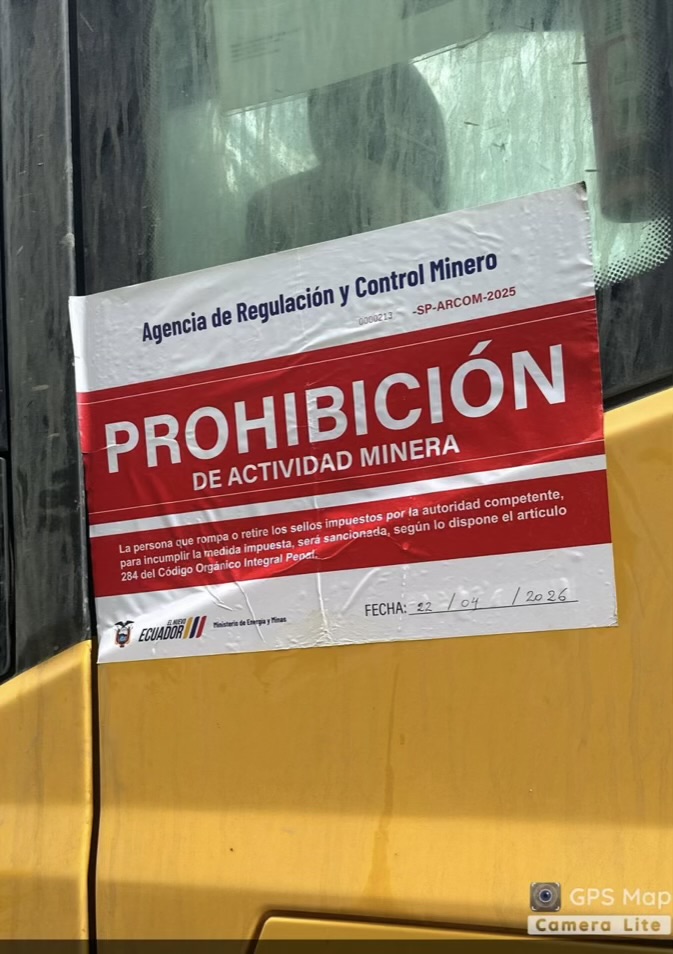 Agencia de Regulación y Control Minero
0000213 -SP-ARCOM-2025
PROHIBICIÓN
DE ACTIVIDAD MINERA
La persona que rompa o retire los sellos impuestos por la autoridad competente,
para incumplir la medida impuesta, será sancionada, según lo dispone el artículo
284 del Código Orgánico Integral Penal.
FECHA: 22 / 04 / 2026
EL NUEVO
ECUADOR
Ministerio de Energía y Minas
GPS Map
Camera Lite